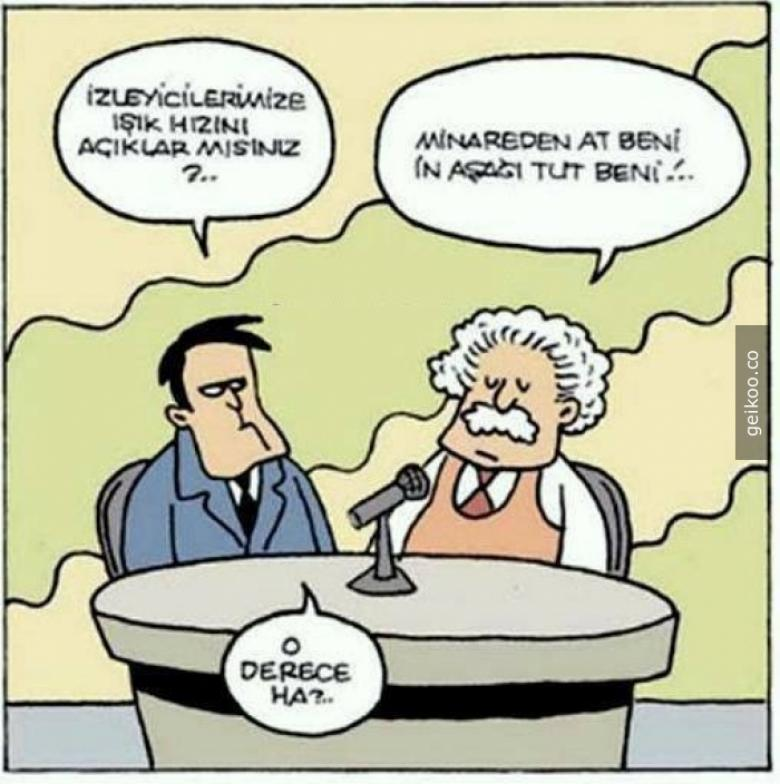 İZLEYİCİLERİMİZE
IŞIK HIZINI
AÇIKLAR MISINIZ
?..
MİNAREDEN AT BENİ
İN AŞAĞI TUT BENİ!..
O
DERECE
HA?..
geikoo.co